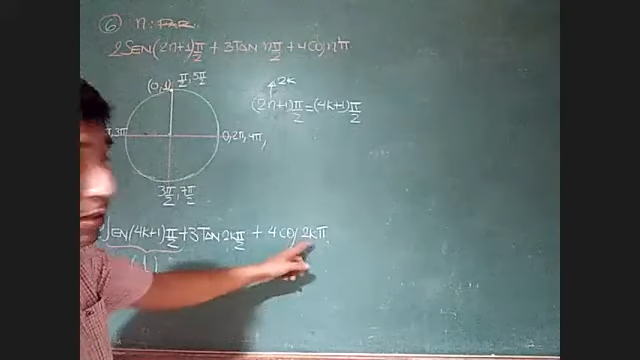 6 n: PAR
2SEN(2n+1)π/2 + 3TAN nπ/2 + 4COS nπ
(0,1) π/2, 5π/2
2k
(2n+1)π/2 = (4k+1)π/2
π, 3π
0, 2π, 4π,
3π/2, 7π/2
SEN(4k+1)π/2 + 3TAN 2kπ/2 + 4COS 2kπ
(1)